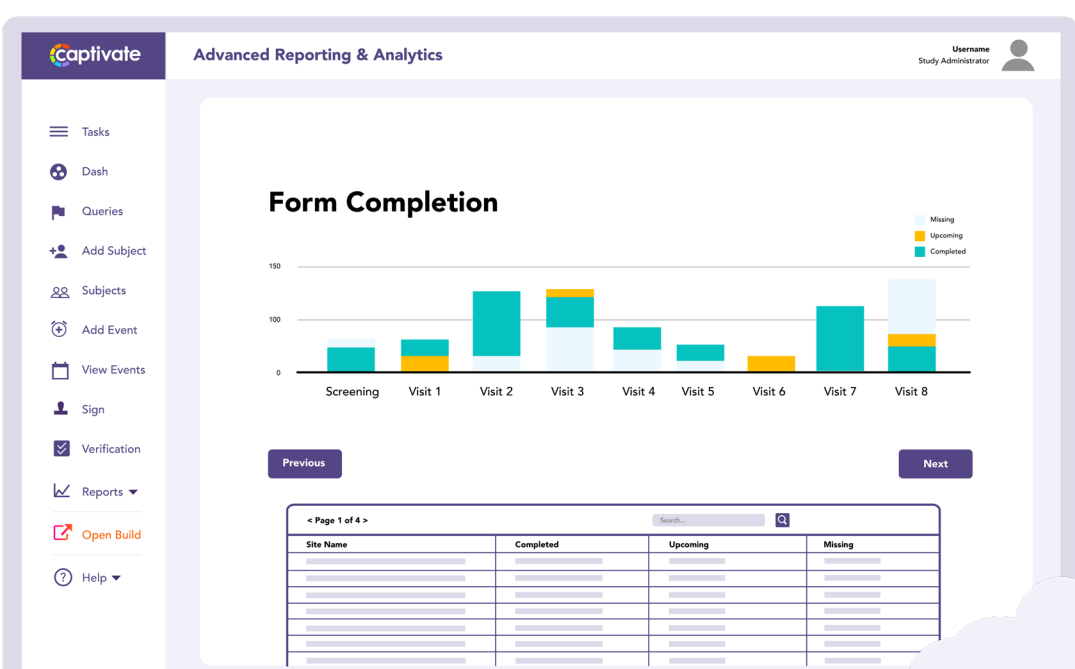 captivate
Advanced Reporting & Analytics
Username
Study Administrator
Tasks
Dash
Queries
Add Subject
Subjects
Add Event
View Events
Sign
Verification
Reports
Open Build
? Help
Form Completion
Missing
Upcoming
Completed
150
100
0
Screening Visit 1 Visit 2 Visit 3 Visit 4 Visit 5 Visit 6 Visit 7 Visit 8
Previous
Next
< Page 1 of 4 >
Search...
Site Name Completed Upcoming Missing